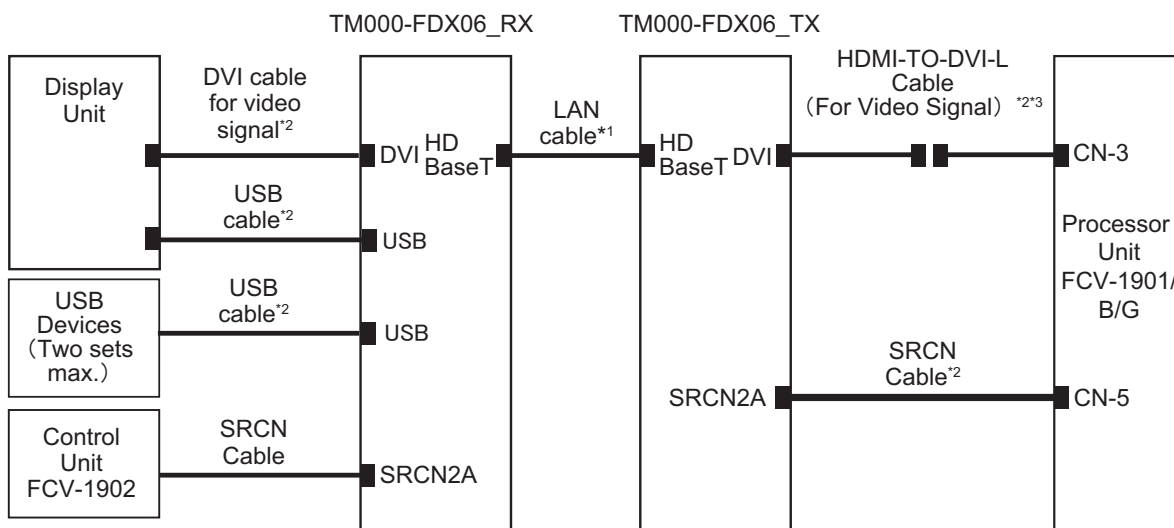 TM000-FDX06_RX
TM000-FDX06_TX
Display
Unit
DVI cable
for video
signal*2
DVI
HD
BaseT
LAN
cable*1
HD
BaseT
DVI
HDMI-TO-DVI-L
Cable
（For Video Signal）*2*3
CN-3
USB
cable*2
USB
Processor
Unit
FCV-1901/
B/G
USB
Devices
（Two sets
max.）
USB
cable*2
USB
SRCN2A
SRCN
Cable*2
CN-5
Control
Unit
FCV-1902
SRCN
Cable
SRCN2A